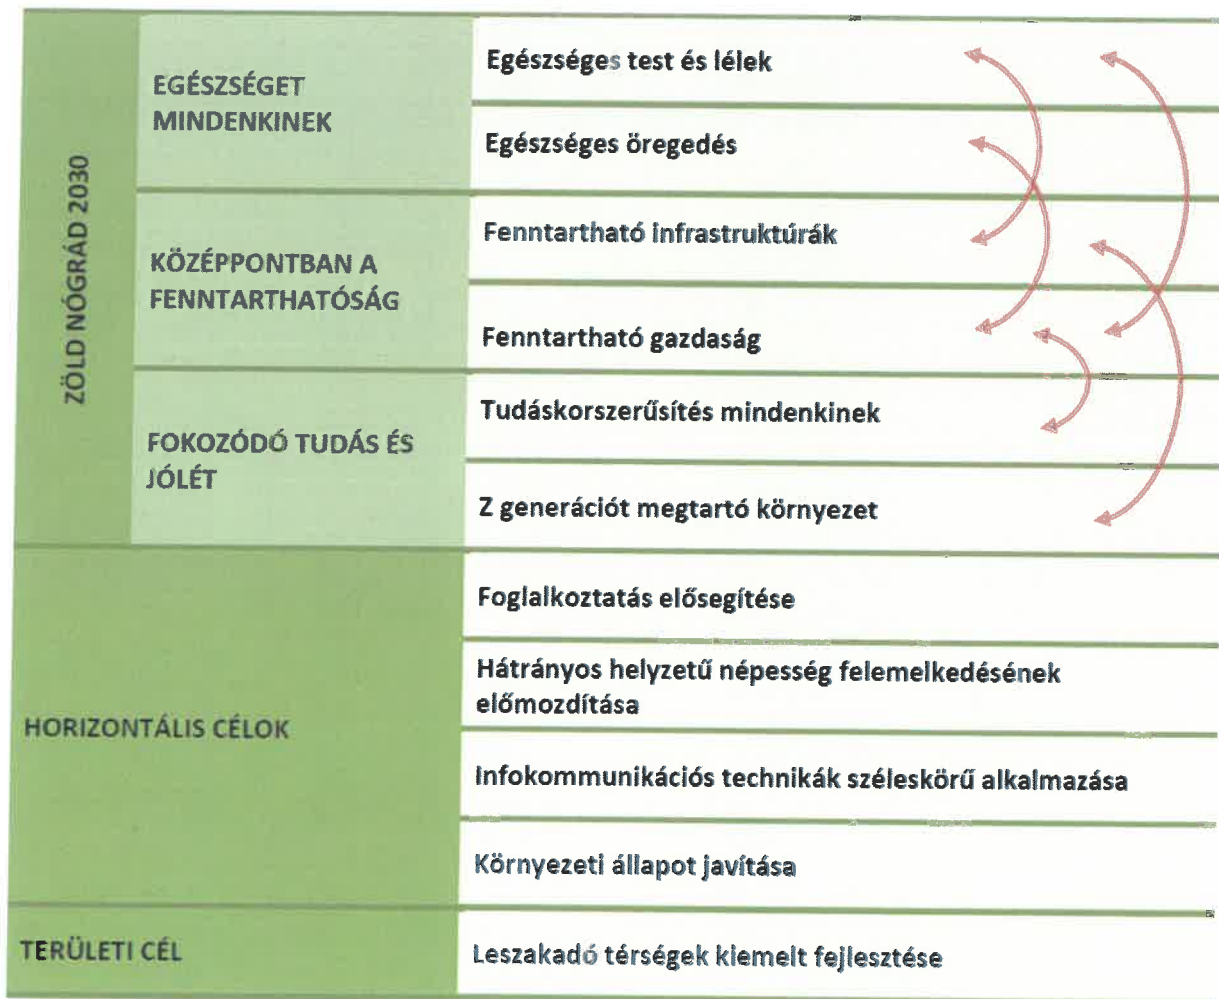 ZÖLD NÓGRÁD 2030
EGÉSZSÉGET
MINDENKINEK
Egészséges test és lélek
Egészséges öregedés
KÖZÉPPONTBAN A
FENNTARTHATÓSÁG
Fenntartható infrastruktúrák
Fenntartható gazdaság
FOKOZÓDÓ TUDÁS ÉS
JÓLÉT
Tudáskorszerűsítés mindenkinek
Z generációt megtartó környezet
HORIZONTÁLIS CÉLOK
Foglalkoztatás elősegítése
Hátrányos helyzetű népesség felemelkedésének
előmozdítása
Infokommunikációs technikák széleskörű alkalmazása
Környezeti állapot javítása
TERÜLETI CÉL
Leszakadó térségek kiemelt fejlesztése